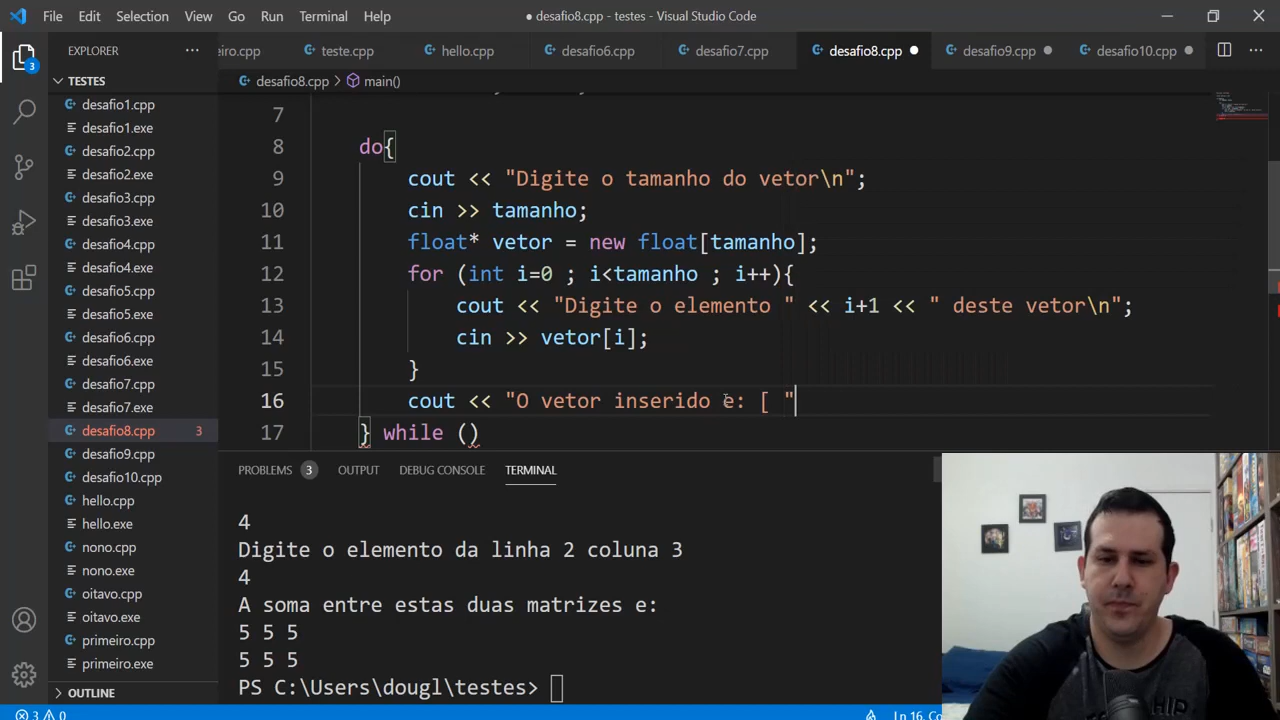 File Edit Selection View Go Run Terminal Help
● desafio8.cpp - testes - Visual Studio Code
EXPLORER ···
eiro.cpp teste.cpp hello.cpp desafio6.cpp desafio7.cpp desafio8.cpp ● desafio9.cpp ● desafio10.cpp ● ···
3
TESTES
desafio8.cpp > main()
desafio1.cpp
desafio1.exe
desafio2.cpp
desafio2.exe
desafio3.cpp
desafio3.exe
desafio4.cpp
desafio4.exe
desafio5.cpp
desafio5.exe
desafio6.cpp
desafio6.exe
desafio7.cpp
desafio7.exe
desafio8.cpp 3
desafio9.cpp
desafio10.cpp
hello.cpp
hello.exe
nono.cpp
nono.exe
oitavo.cpp
oitavo.exe
primeiro.cpp
primeiro.exe
OUTLINE
7
8 do{
9 cout << "Digite o tamanho do vetor\n";
10 cin >> tamanho;
11 float* vetor = new float[tamanho];
12 for (int i=0 ; i<tamanho ; i++){
13 cout << "Digite o elemento " << i+1 << " deste vetor\n";
14 cin >> vetor[i];
15 }
16 cout << "O vetor inserido e: [ "
17 } while ()
PROBLEMS 3 OUTPUT DEBUG CONSOLE TERMINAL
4
Digite o elemento da linha 2 coluna 3
4
A soma entre estas duas matrizes e:
5 5 5
5 5 5
PS C:\Users\dougl\testes>
3 0